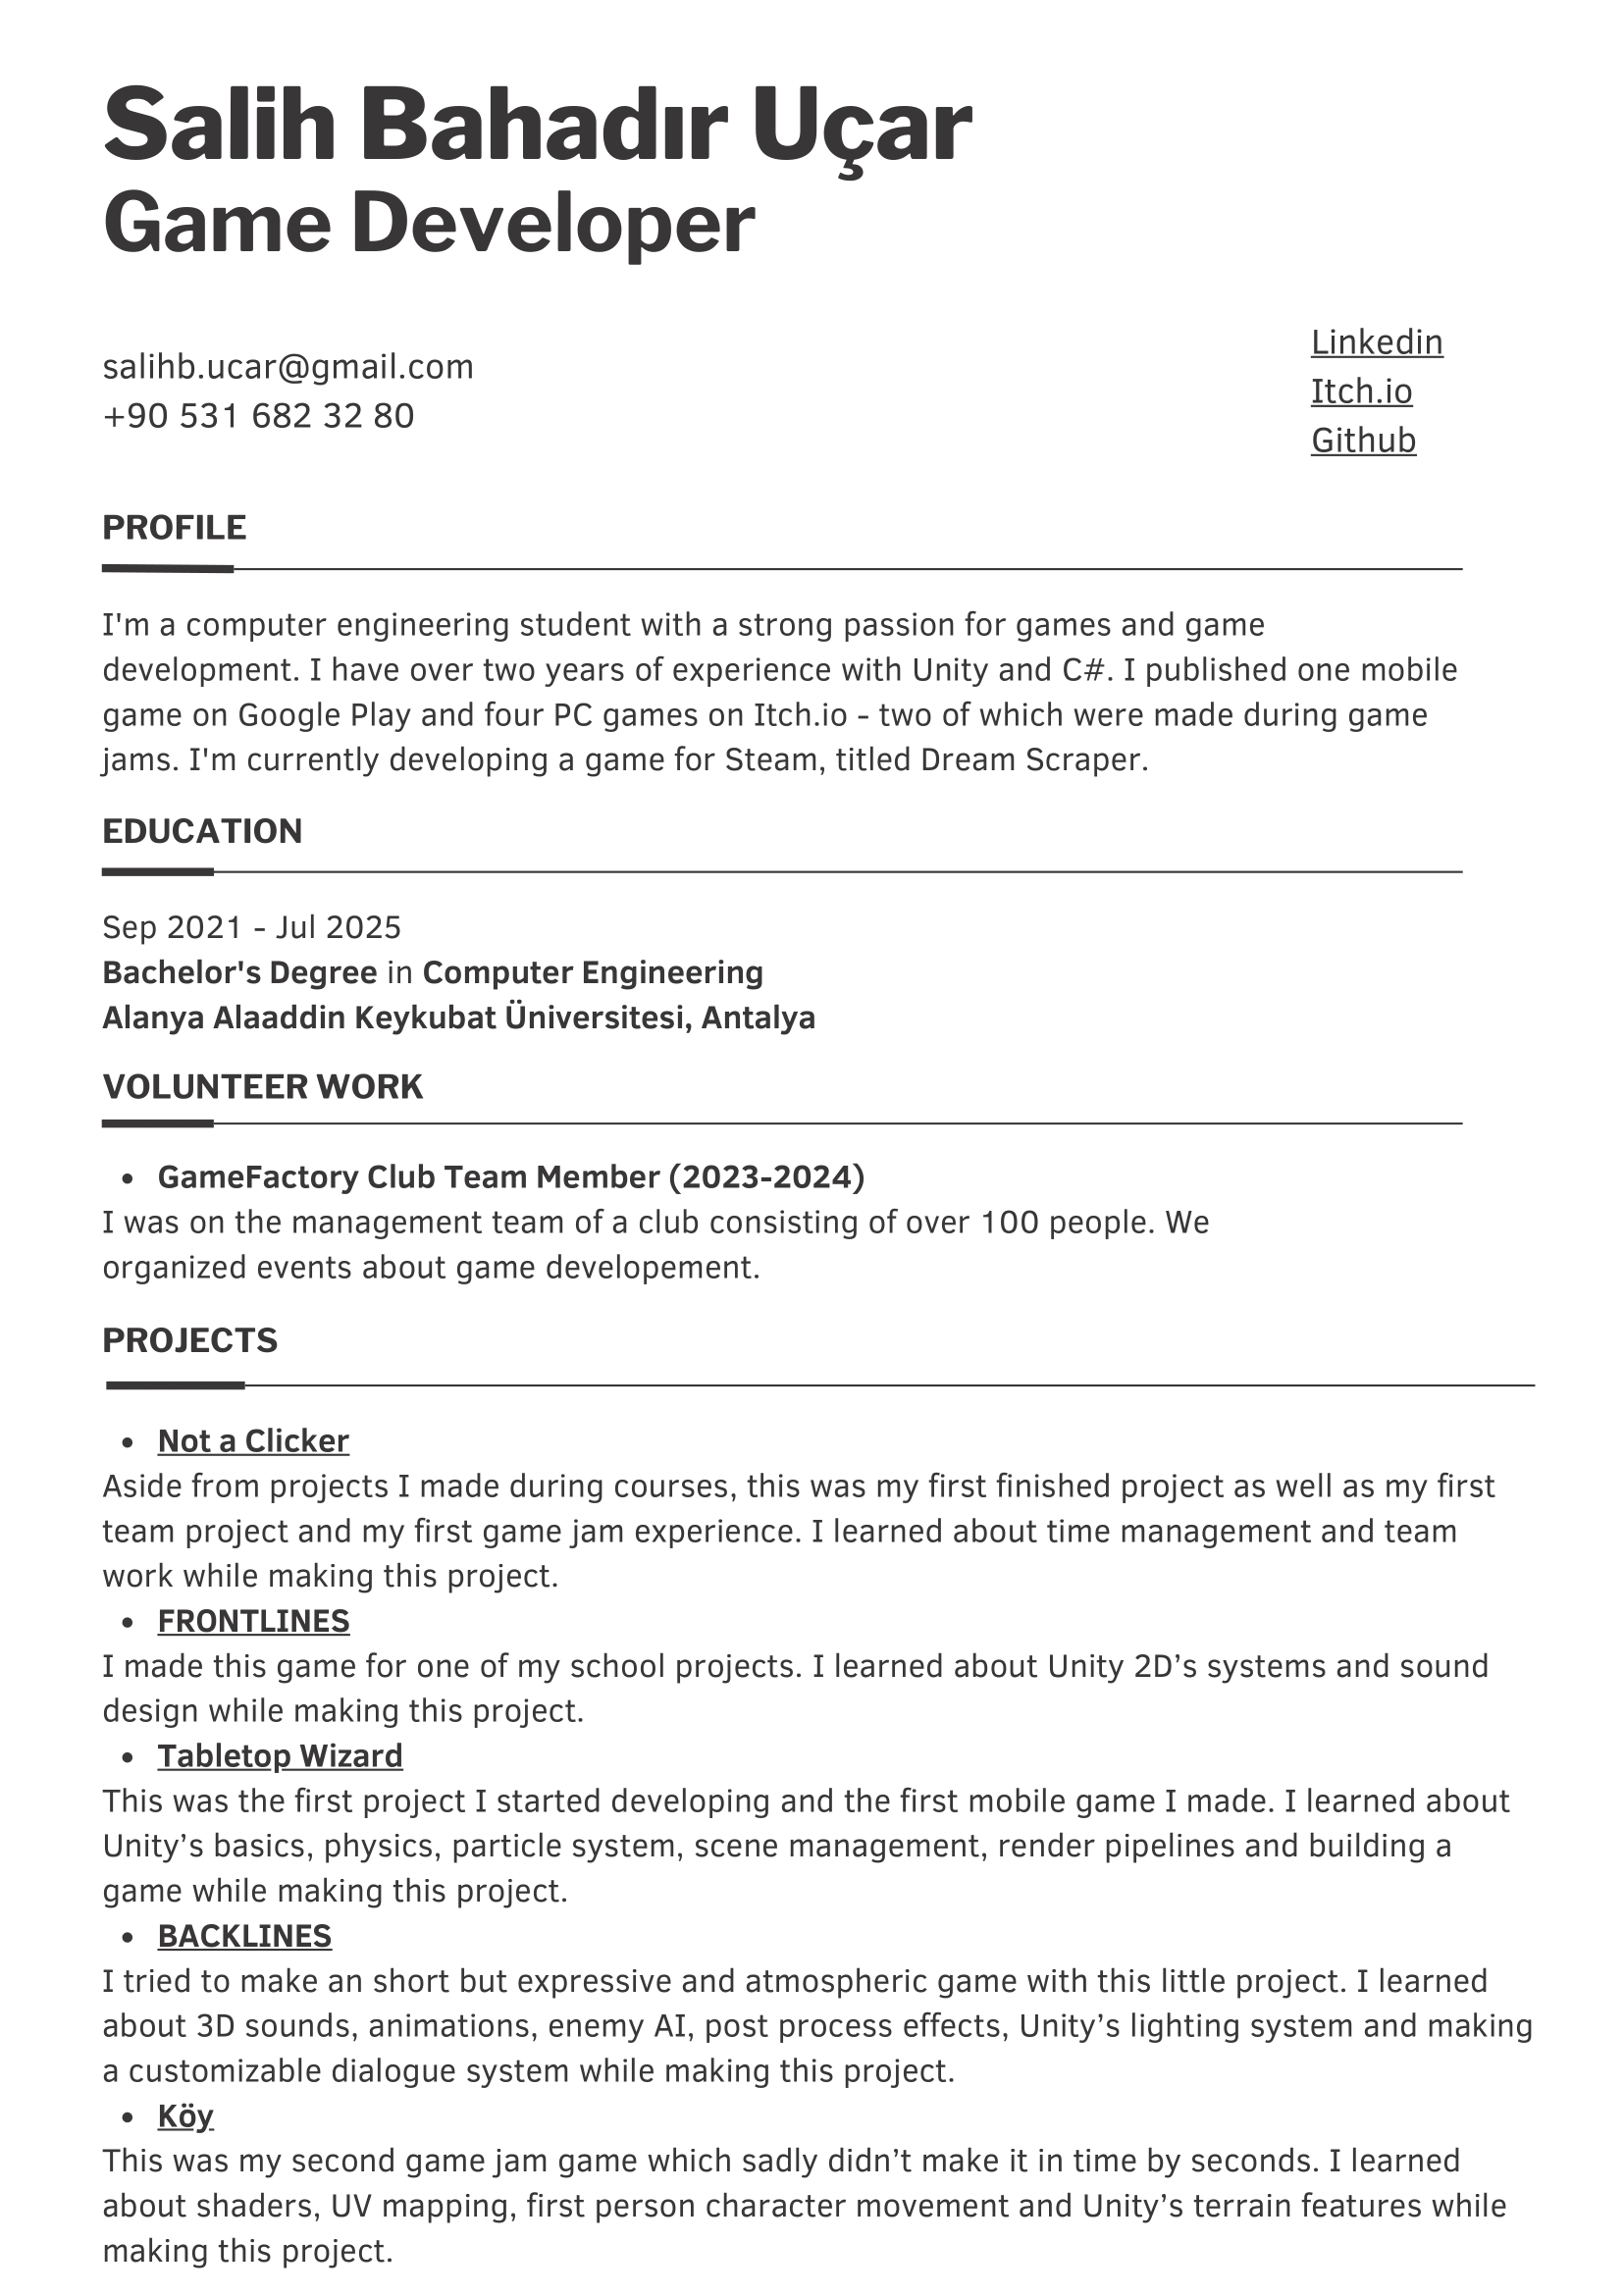 Salih Bahadır Uçar
Game Developer
salihb.ucar@gmail.com
+90 531 682 32 80
Linkedin
Itch.io
Github
PROFILE
I'm a computer engineering student with a strong passion for games and game
development. I have over two years of experience with Unity and C#. I published one mobile
game on Google Play and four PC games on Itch.io - two of which were made during game
jams. I'm currently developing a game for Steam, titled Dream Scraper.
EDUCATION
Sep 2021 - Jul 2025
Bachelor's Degree in Computer Engineering
Alanya Alaaddin Keykubat Üniversitesi, Antalya
VOLUNTEER WORK
• GameFactory Club Team Member (2023-2024)
I was on the management team of a club consisting of over 100 people. We
organized events about game developement.
PROJECTS
• Not a Clicker
Aside from projects I made during courses, this was my first finished project as well as my first
team project and my first game jam experience. I learned about time management and team
work while making this project.
• FRONTLINES
I made this game for one of my school projects. I learned about Unity 2D’s systems and sound
design while making this project.
• Tabletop Wizard
This was the first project I started developing and the first mobile game I made. I learned about
Unity’s basics, physics, particle system, scene management, render pipelines and building a
game while making this project.
• BACKLINES
I tried to make an short but expressive and atmospheric game with this little project. I learned
about 3D sounds, animations, enemy AI, post process effects, Unity’s lighting system and making
a customizable dialogue system while making this project.
• Köy
This was my second game jam game which sadly didn’t make it in time by seconds. I learned
about shaders, UV mapping, first person character movement and Unity’s terrain features while
making this project.